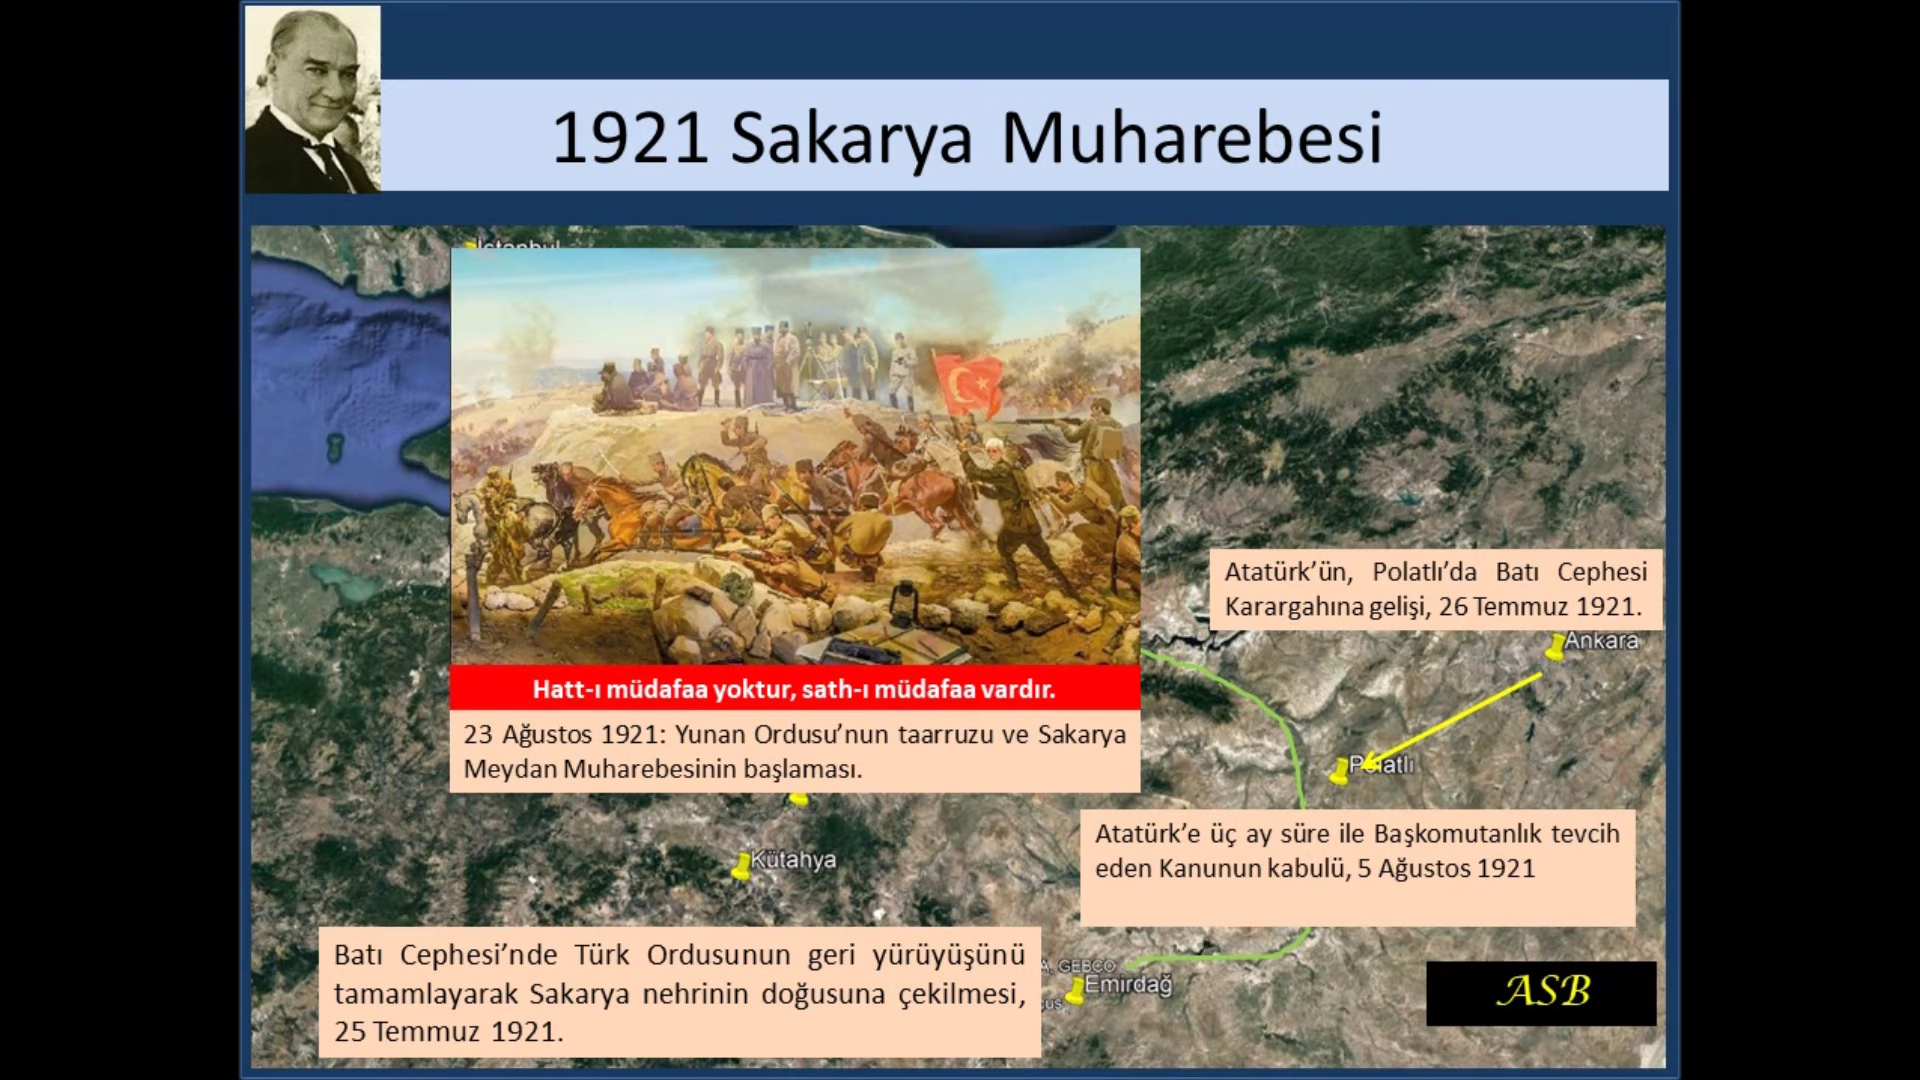 1921 Sakarya Muharebesi
İstanbul
Hatt-ı müdafaa yoktur, sath-ı müdafaa vardır.
23 Ağustos 1921: Yunan Ordusu’nun taarruzu ve Sakarya
Meydan Muharebesinin başlaması.
Atatürk’ün, Polatlı’da Batı Cephesi
Karargahına gelişi, 26 Temmuz 1921.
Ankara
Polatlı
Atatürk’e üç ay süre ile Başkomutanlık tevcih
eden Kanunun kabulü, 5 Ağustos 1921
Kütahya
Batı Cephesi’nde Türk Ordusunun geri yürüyüşünü
tamamlayarak Sakarya nehrinin doğusuna çekilmesi,
25 Temmuz 1921.
GEBCO
Emirdağ
ASB